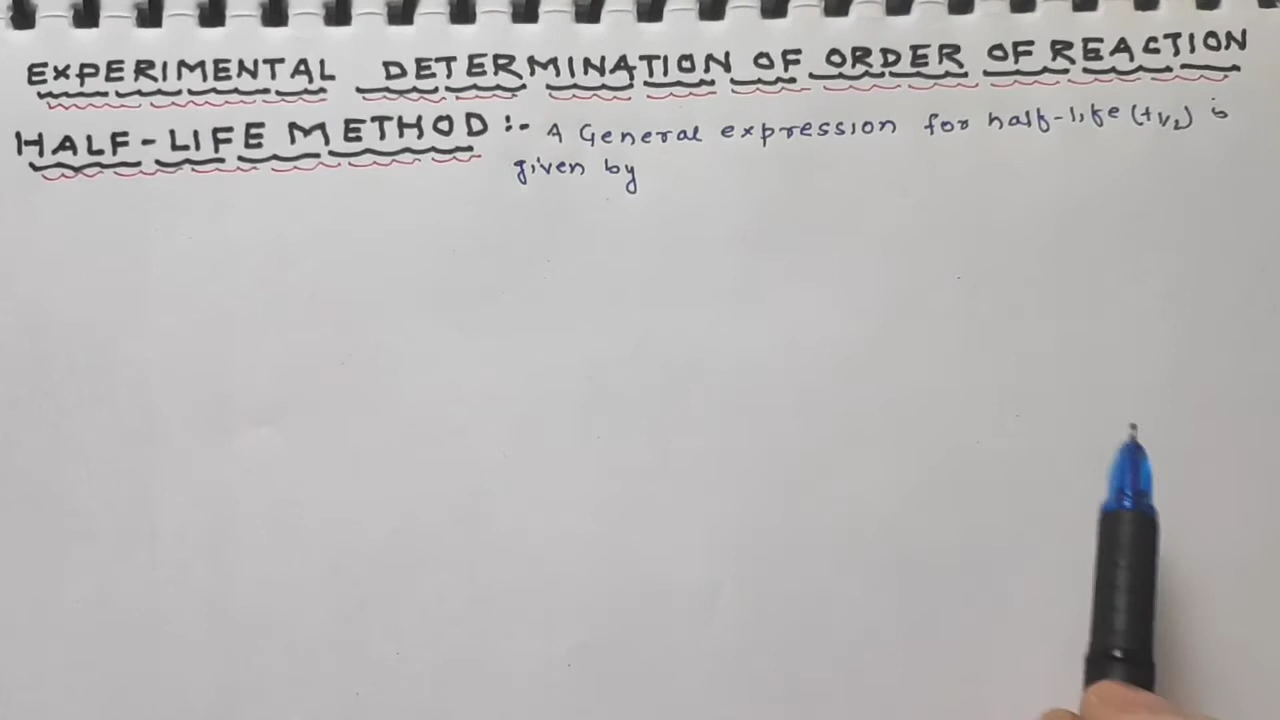 EXPERIMENTAL DETERMINATION OF ORDER OF REACTION
HALF-LIFE METHOD :- A General expression for half-life (t1/2) is
given by